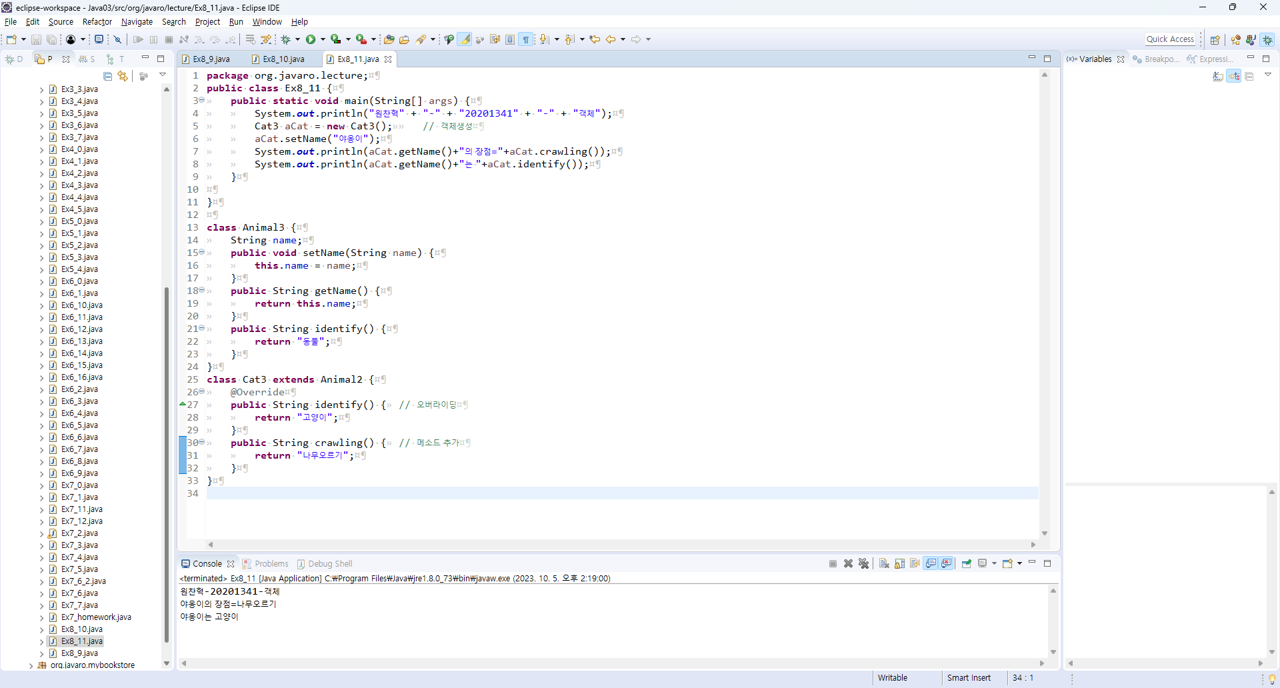 eclipse-workspace - Java03/src/org/javaro/lecture/Ex8_11.java - Eclipse IDE
File Edit Source Refactor Navigate Search Project Run Window Help
Quick Access
D P S T
Ex8_9.java Ex8_10.java Ex8_11.java
(x)= Variables Breakpo... Expressi...
Ex3_3.java
Ex3_4.java
Ex3_5.java
Ex3_6.java
Ex3_7.java
Ex4_0.java
Ex4_1.java
Ex4_2.java
Ex4_3.java
Ex4_4.java
Ex4_5.java
Ex5_0.java
Ex5_1.java
Ex5_2.java
Ex5_3.java
Ex5_4.java
Ex6_0.java
Ex6_1.java
Ex6_10.java
Ex6_11.java
Ex6_12.java
Ex6_13.java
Ex6_14.java
Ex6_15.java
Ex6_16.java
Ex6_2.java
Ex6_3.java
Ex6_4.java
Ex6_5.java
Ex6_6.java
Ex6_7.java
Ex6_8.java
Ex6_9.java
Ex7_0.java
Ex7_1.java
Ex7_11.java
Ex7_12.java
Ex7_2.java
Ex7_3.java
Ex7_4.java
Ex7_5.java
Ex7_6_2.java
Ex7_6.java
Ex7_7.java
Ex7_homework.java
Ex8_10.java
Ex8_11.java
Ex8_9.java
org.javaro.mybookstore
1 package org.javaro.lecture;¤¶
2 public class Ex8_11 {¤¶
3 » public static void main(String[] args) {¤¶
4 » » System.out.println("원찬혁" + "-" + "20201341" + "-" + "객체");¤¶
5 » » Cat3 aCat = new Cat3();» » // 객체생성¤¶
6 » » aCat.setName("야옹이");¤¶
7 » » System.out.println(aCat.getName()+"의 장점="+aCat.crawling());¤¶
8 » » System.out.println(aCat.getName()+"는 "+aCat.identify());¤¶
9 » }¤¶
10 ¤¶
11 }¤¶
12 ¤¶
13 class Animal3 {¤¶
14 » String name;¤¶
15 » public void setName(String name) {¤¶
16 » » this.name = name;¤¶
17 » }¤¶
18 » public String getName() {¤¶
19 » » return this.name;¤¶
20 » }¤¶
21 » public String identify() {¤¶
22 » » return "동물";¤¶
23 » }¤¶
24 }¤¶
25 class Cat3 extends Animal2 {¤¶
26 » @Override¤¶
27 » public String identify() {» // 오버라이딩¤¶
28 » » return "고양이";¤¶
29 » }¤¶
30 » public String crawling() {» // 메소드 추가¤¶
31 » » return "나무오르기";¤¶
32 » }¤¶
33 }¤¶
34
Console Problems Debug Shell
<terminated> Ex8_11 [Java Application] C:₩Program Files₩Java₩jre1.8.0_73₩bin₩javaw.exe (2023. 10. 5. 오후 2:19:00)
원찬혁-20201341-객체
야옹이의 장점=나무오르기
야옹이는 고양이
Writable Smart Insert 34 : 1